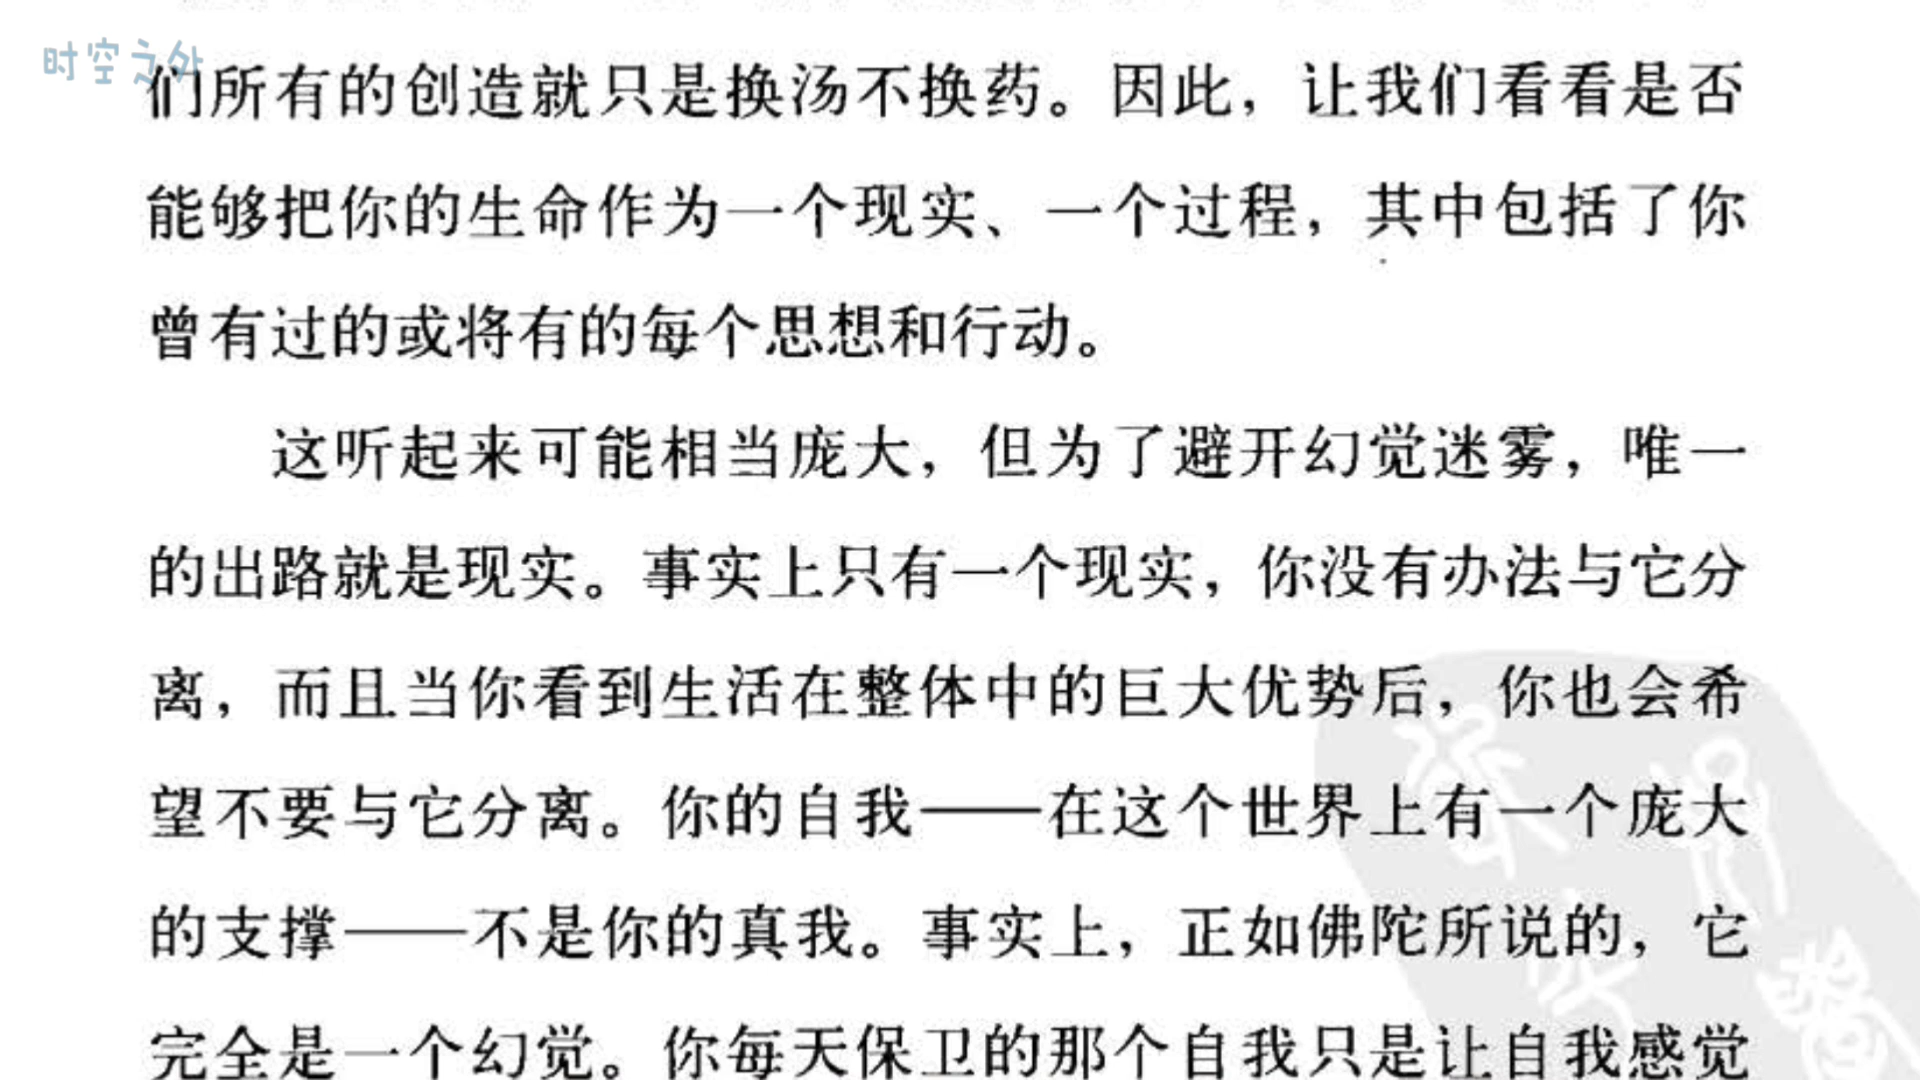 时空之外
们所有的创造就只是换汤不换药。因此，让我们看看是否
能够把你的生命作为一个现实、一个过程，其中包括了你
曾有过的或将有的每个思想和行动。
这听起来可能相当庞大，但为了避开幻觉迷雾，唯一
的出路就是现实。事实上只有一个现实，你没有办法与它分
离，而且当你看到生活在整体中的巨大优势后，你也会希
望不要与它分离。你的自我——在这个世界上有一个庞大
的支撑——不是你的真我。事实上，正如佛陀所说的，它
完全是一个幻觉。你每天保卫的那个自我只是让自我感觉